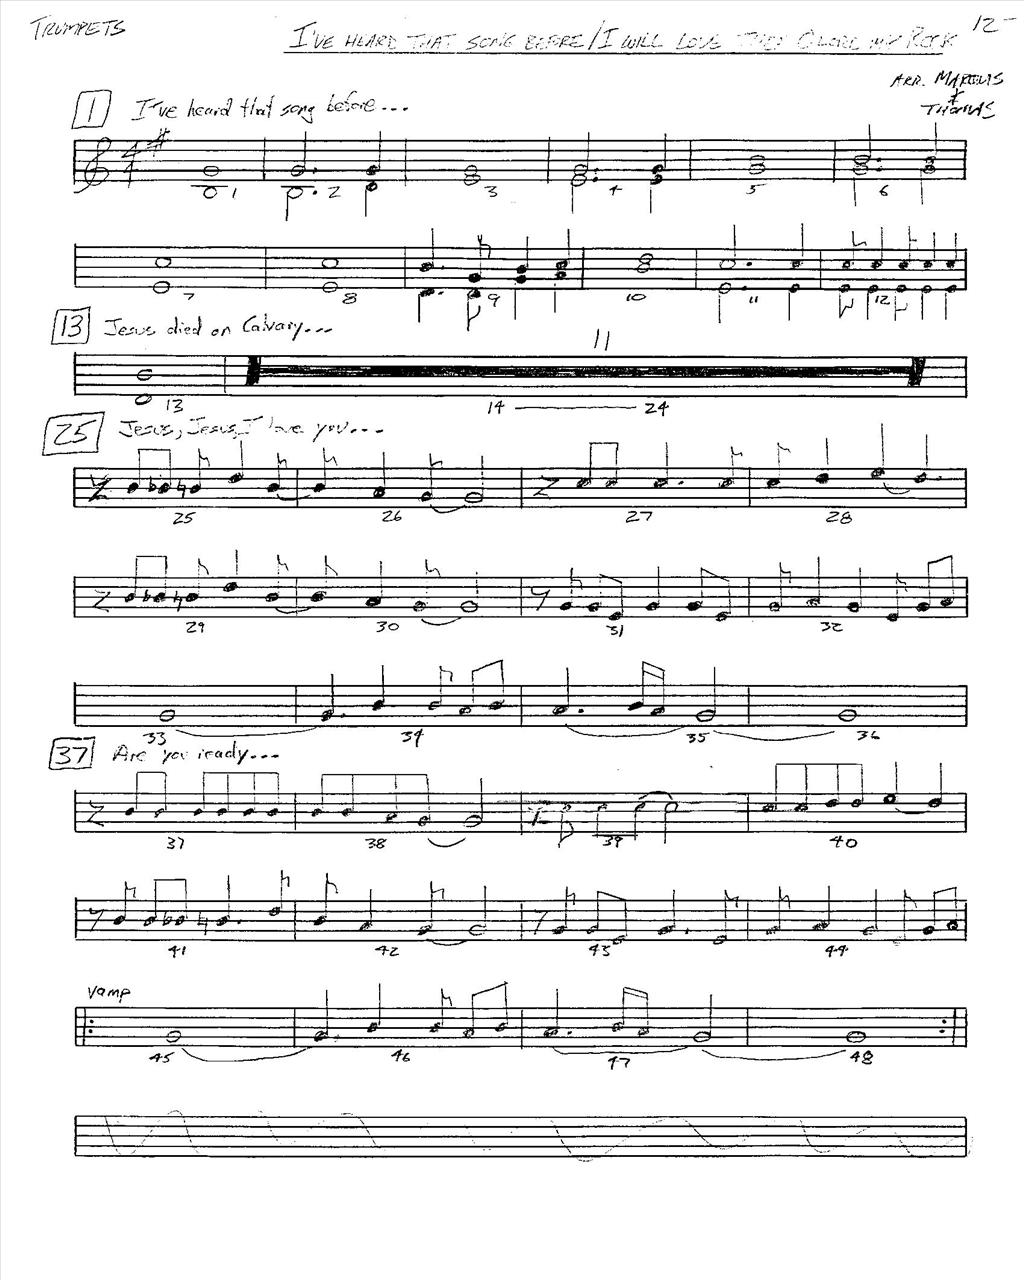 TRUMPETS
12-
I'VE HEARD THAT SONG BEFORE/I WILL LOVE THEE O LORD MY ROCK
ARR. MARTINIS
& THOMAS
1 I've heard that song before...
1 2 3 4 5 6
7 8 9 10 11 12
13 Jesus died on Calvary...
11
13 14 — 24
25 Jesus, Jesus, I love you...
25 26 27 28
29 30 31 32
33 34 35 36
37 Are you ready...
37 38 39 40
41 42 43 44
Vamp
45 46 47 48